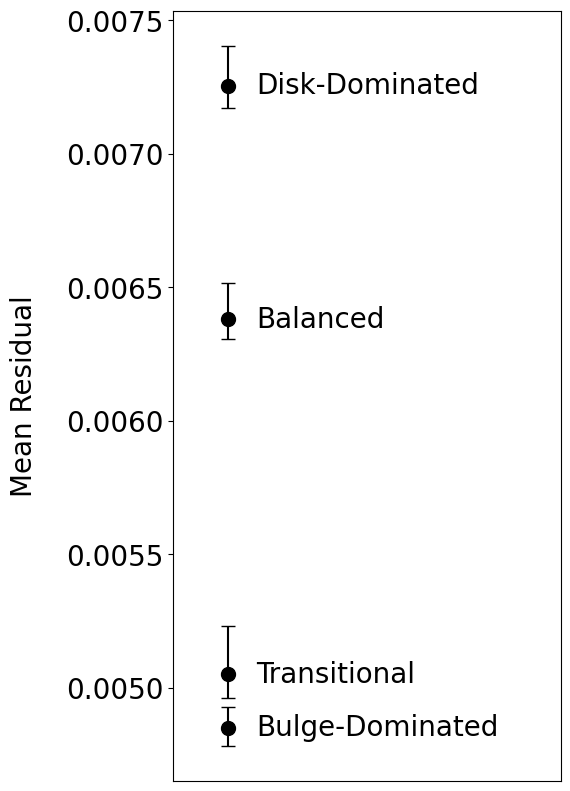 0.0075
Disk-Dominated
0.0070
0.0065
Balanced
Mean Residual
0.0060
0.0055
Transitional
0.0050
Bulge-Dominated